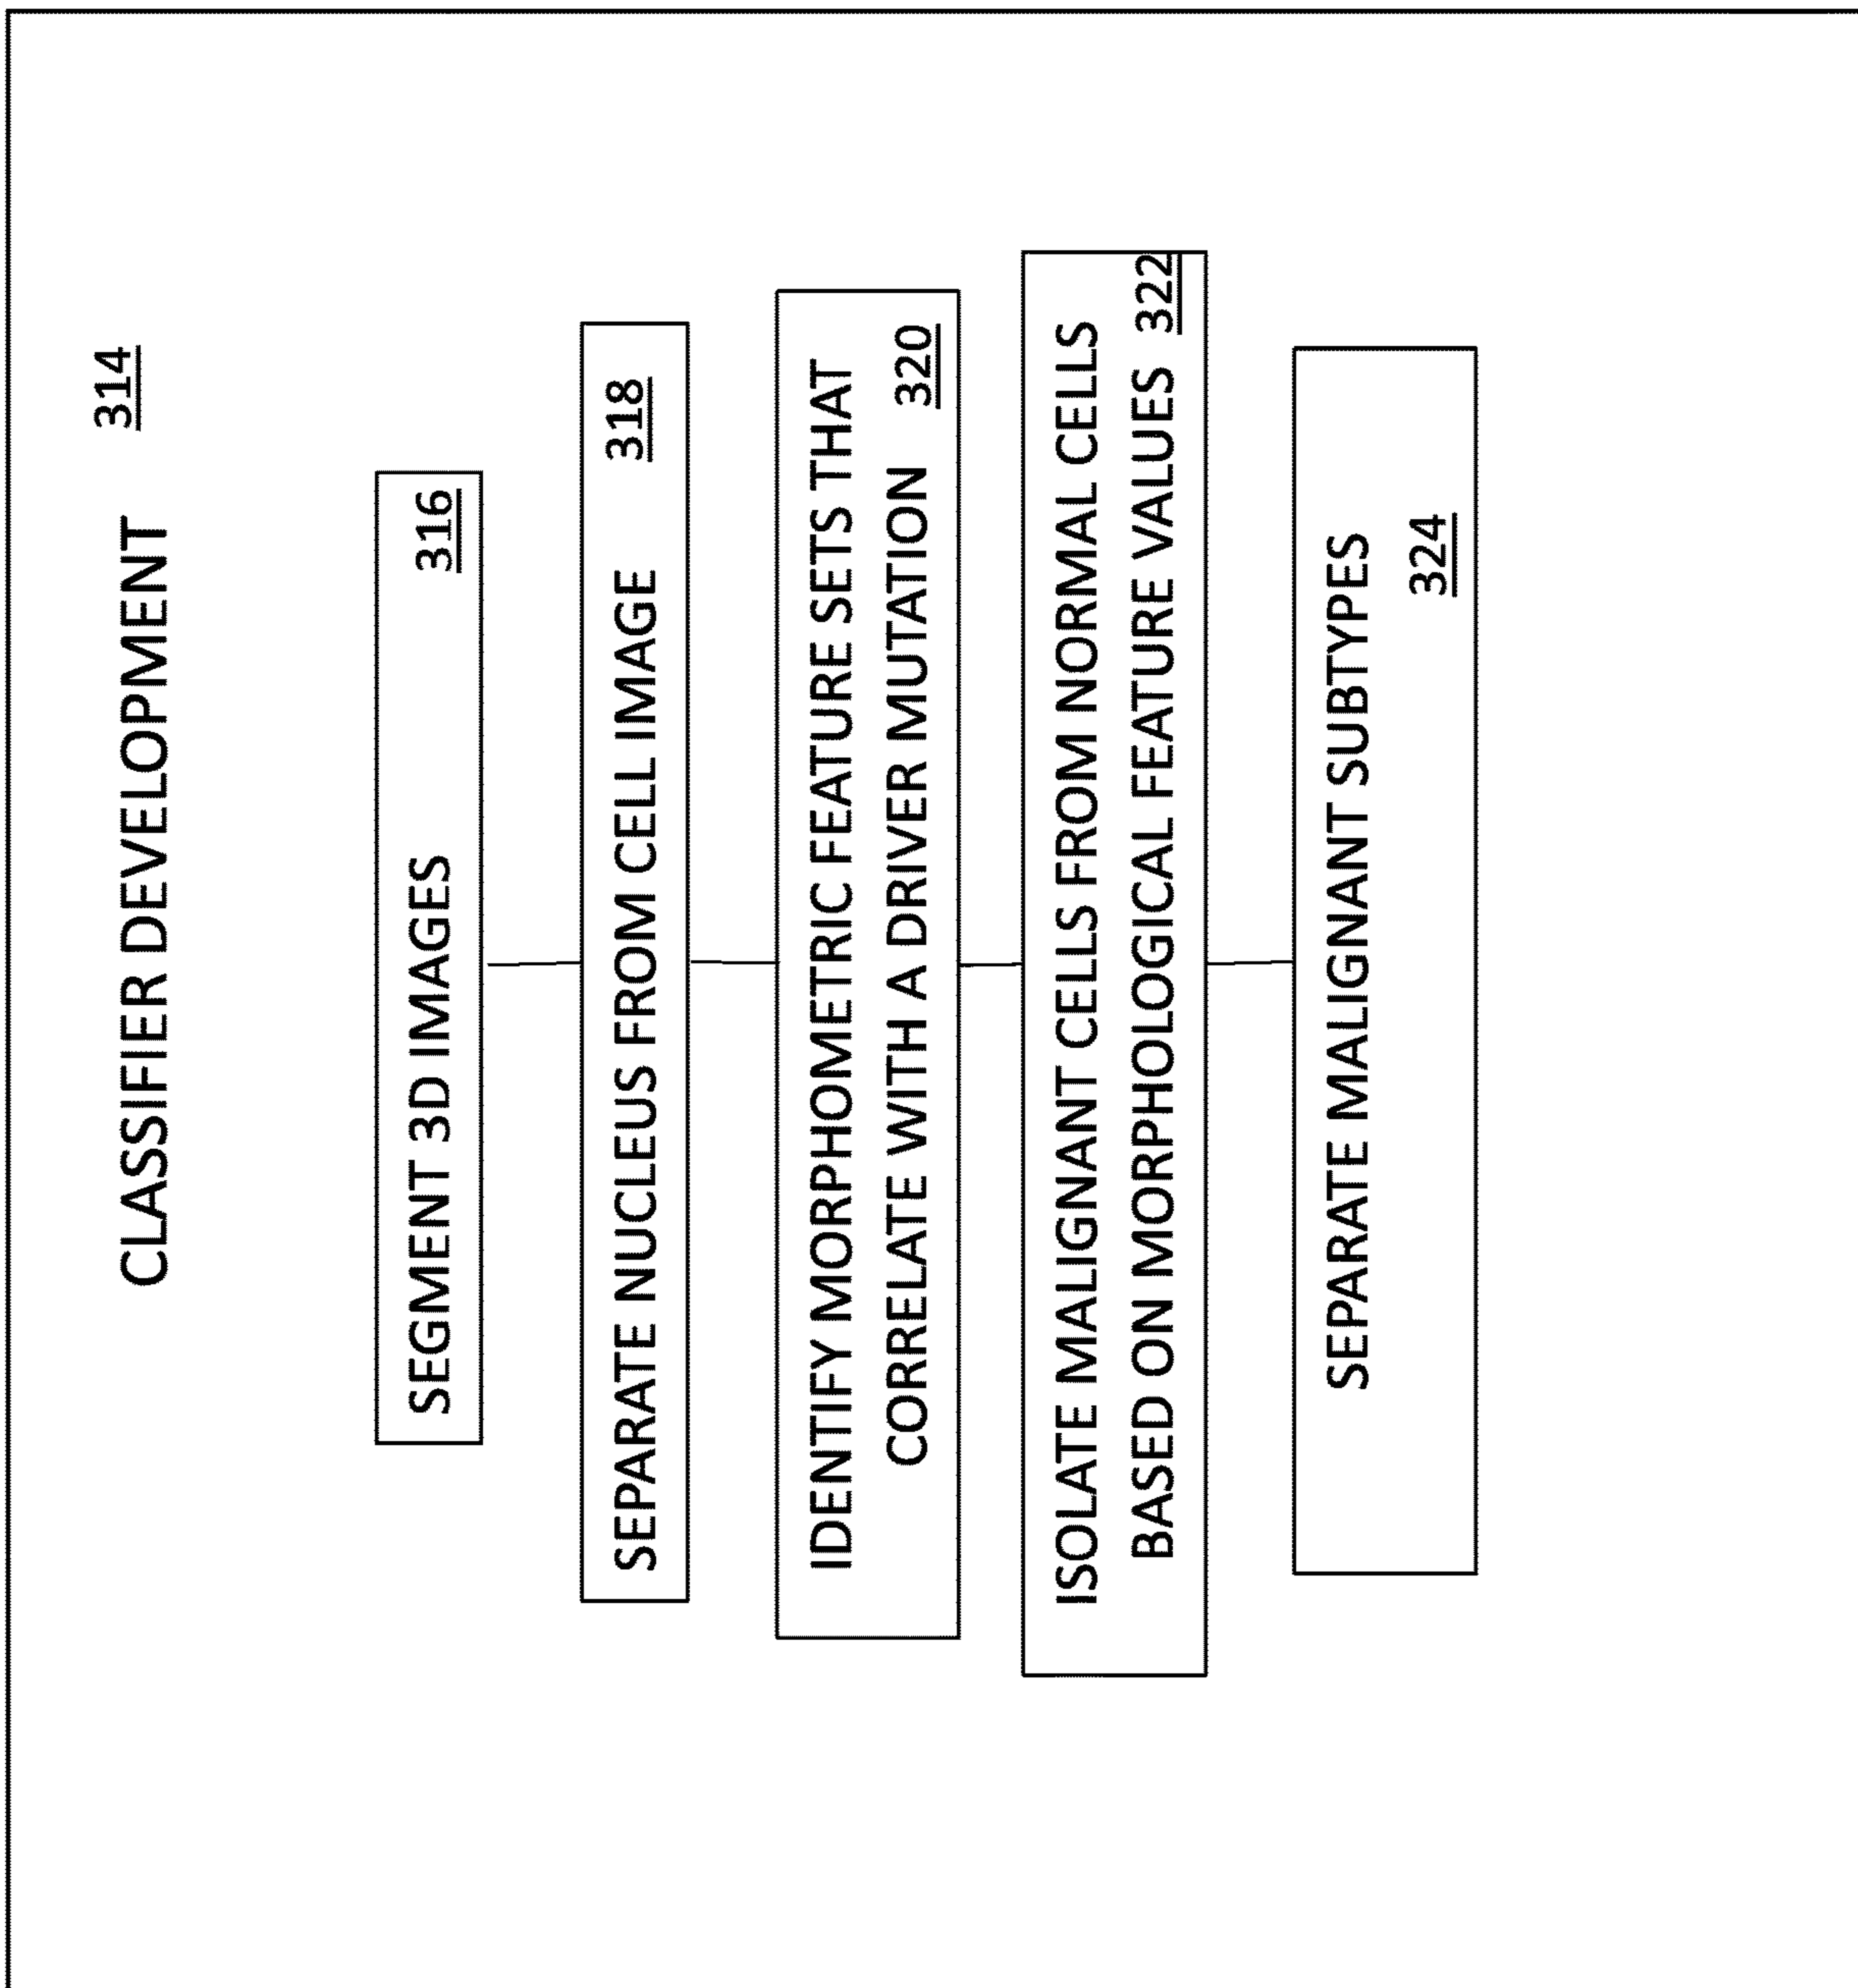 CLASSIFIER DEVELOPMENT 314
SEGMENT 3D IMAGES 316
SEPARATE NUCLEUS FROM CELL IMAGE 318
IDENTIFY MORPHOMETRIC FEATURE SETS THAT
CORRELATE WITH A DRIVER MUTATION 320
ISOLATE MALIGNANT CELLS FROM NORMAL CELLS
BASED ON MORPHOLOGICAL FEATURE VALUES 322
SEPARATE MALIGNANT SUBTYPES
324